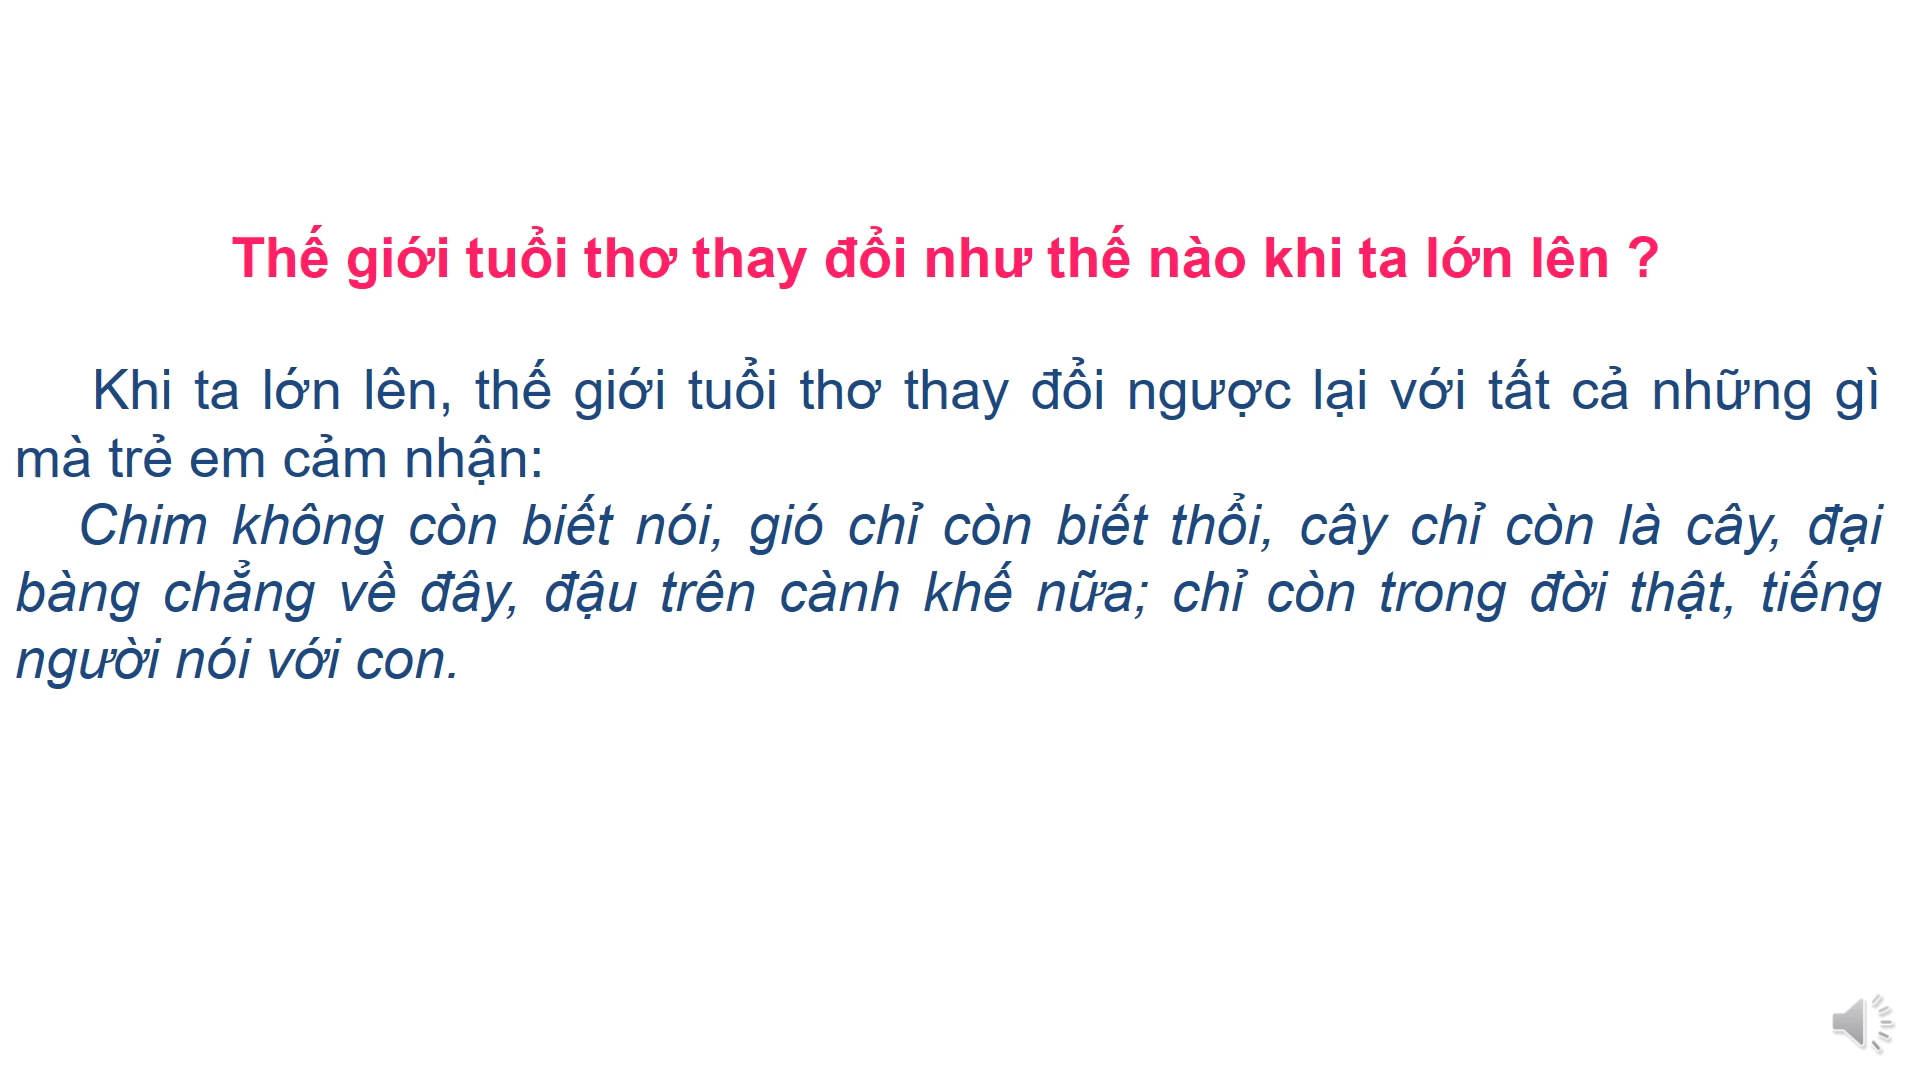 Thế giới tuổi thơ thay đổi như thế nào khi ta lớn lên ?
Khi ta lớn lên, thế giới tuổi thơ thay đổi ngược lại với tất cả những gì
mà trẻ em cảm nhận:
Chim không còn biết nói, gió chỉ còn biết thổi, cây chỉ còn là cây, đại
bàng chẳng về đây, đậu trên cành khế nữa; chỉ còn trong đời thật, tiếng
người nói với con.